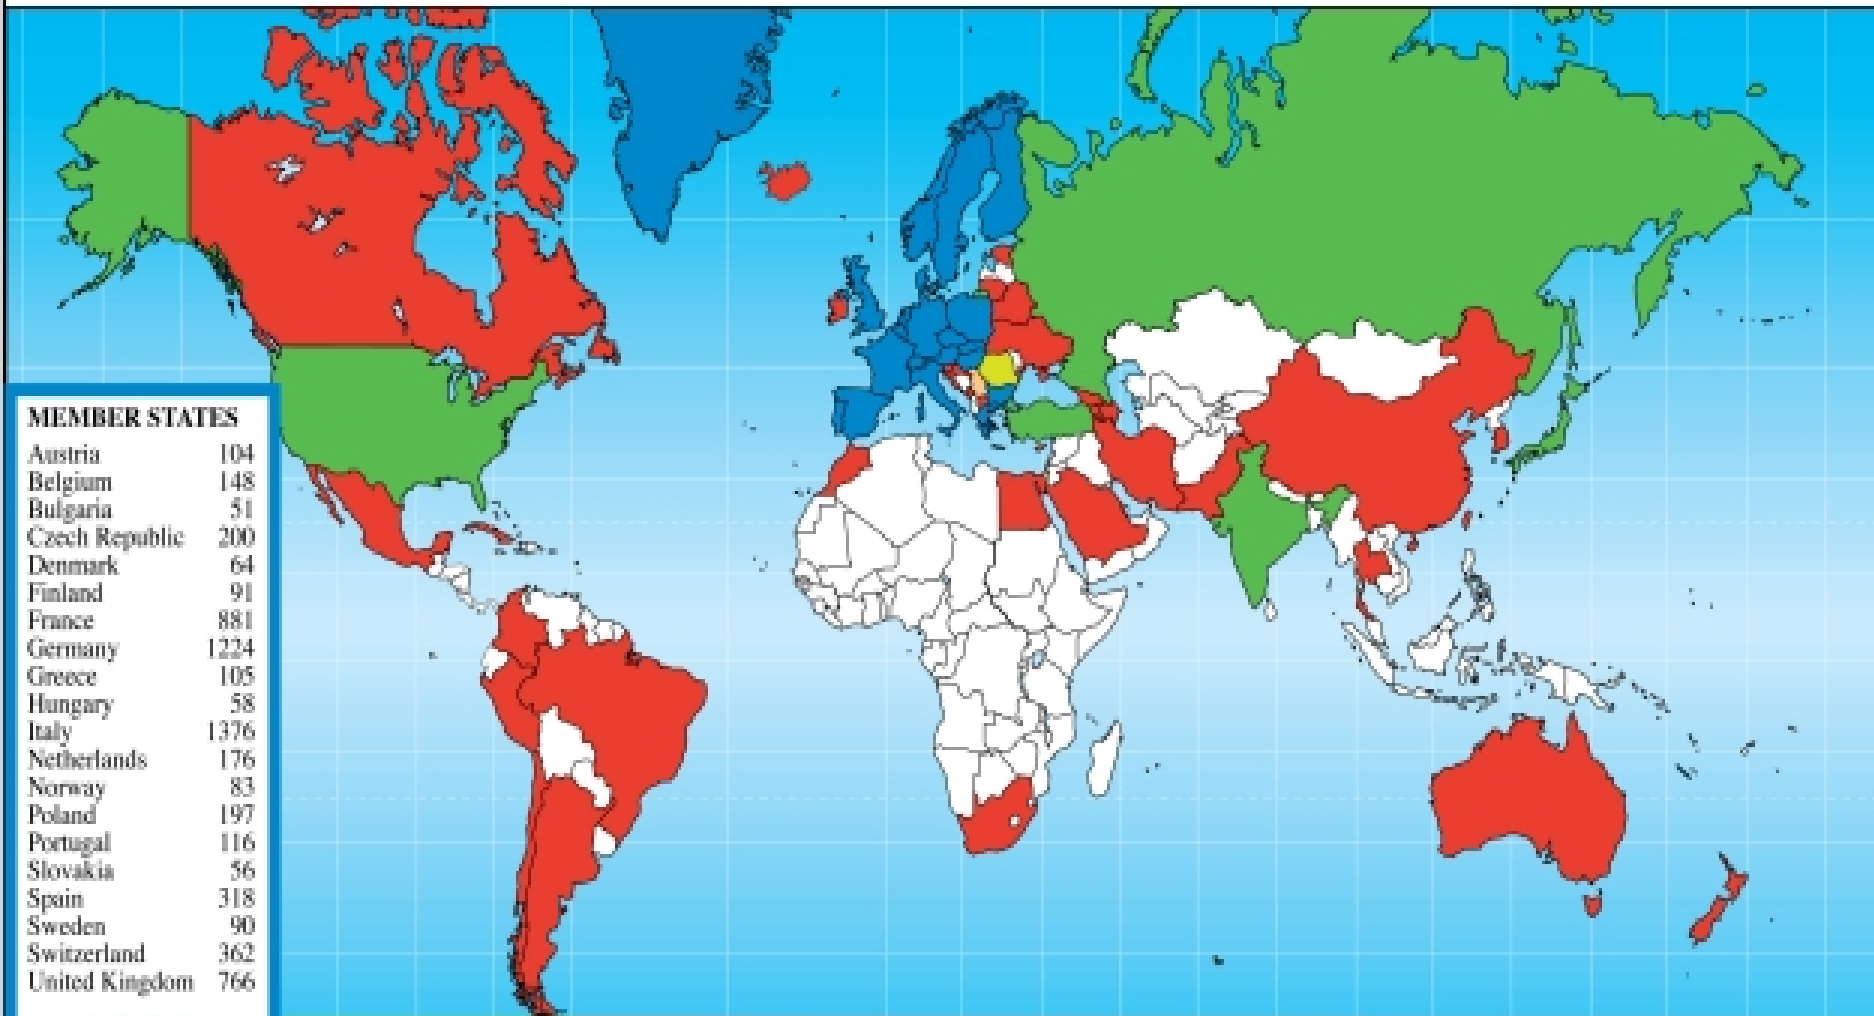 MEMBER STATES
Austria 104
Belgium 148
Bulgaria 51
Czech Republic 200
Denmark 64
Finland 91
France 881
Germany 1224
Greece 105
Hungary 58
Italy 1376
Netherlands 176
Norway 83
Poland 197
Portugal 116
Slovakia 56
Spain 318
Sweden 90
Switzerland 362
United Kingdom 766